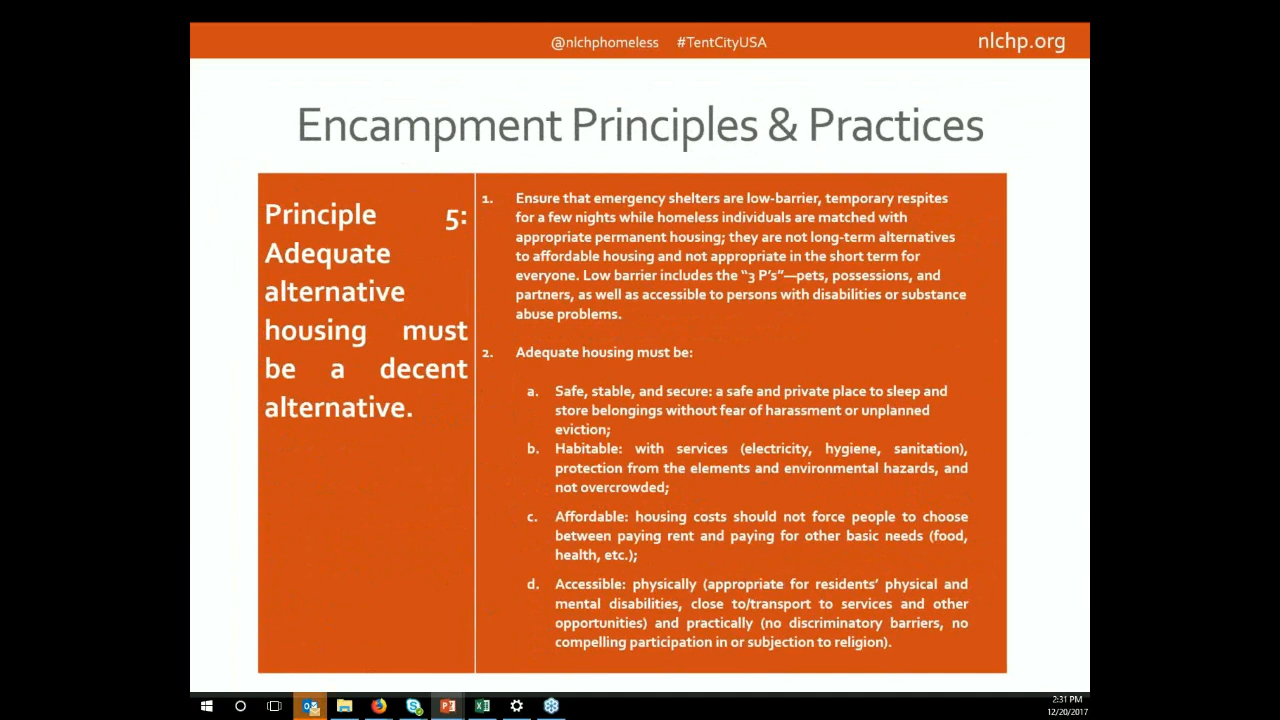 @nlchphomeless #TentCityUSA nlchp.org
Encampment Principles & Practices
Principle 5:
Adequate
alternative
housing must
be a decent
alternative.
1. Ensure that emergency shelters are low-barrier, temporary respites
for a few nights while homeless individuals are matched with
appropriate permanent housing; they are not long-term alternatives
to affordable housing and not appropriate in the short term for
everyone. Low barrier includes the “3 P’s”—pets, possessions, and
partners, as well as accessible to persons with disabilities or substance
abuse problems.
2. Adequate housing must be:
a. Safe, stable, and secure: a safe and private place to sleep and
store belongings without fear of harassment or unplanned
eviction;
b. Habitable: with services (electricity, hygiene, sanitation),
protection from the elements and environmental hazards, and
not overcrowded;
c. Affordable: housing costs should not force people to choose
between paying rent and paying for other basic needs (food,
health, etc.);
d. Accessible: physically (appropriate for residents’ physical and
mental disabilities, close to/transport to services and other
opportunities) and practically (no discriminatory barriers, no
compelling participation in or subjection to religion).
2:31 PM
12/20/2017